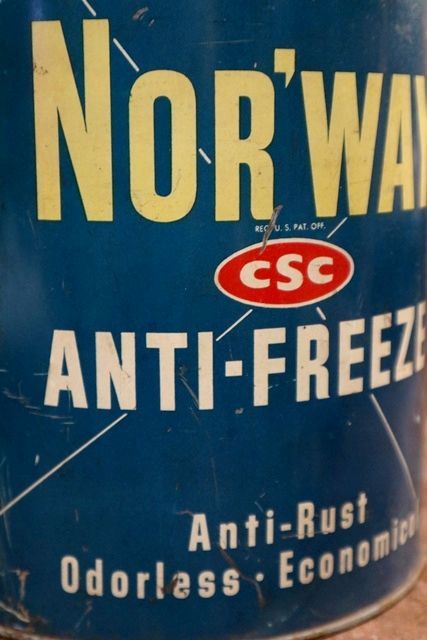 NOR'WAY
REG. U. S. PAT. OFF.
CSC
ANTI-FREEZE
Anti-Rust
Odorless · Economical